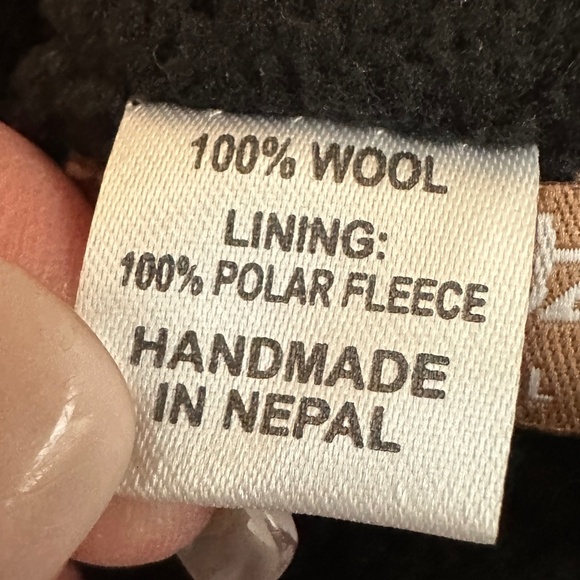 100% WOOL
LINING:
100% POLAR FLEECE
HANDMADE
IN NEPAL